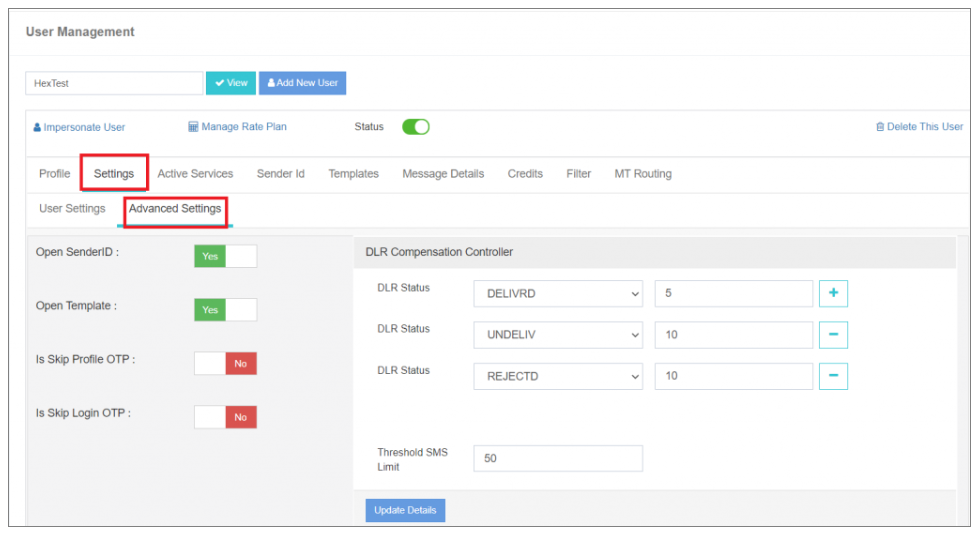 User Management
HexTest
View
Add New User
Impersonate User
Manage Rate Plan
Status
Delete This User
Profile
Settings
Active Services
Sender Id
Templates
Message Details
Credits
Filter
MT Routing
User Settings
Advanced Settings
Open SenderID :
Yes
Open Template :
Yes
Is Skip Profile OTP :
No
Is Skip Login OTP :
No
DLR Compensation Controller
DLR Status
DELIVRD
5
+
DLR Status
UNDELIV
10
−
DLR Status
REJECTD
10
−
Threshold SMS
Limit
50
Update Details